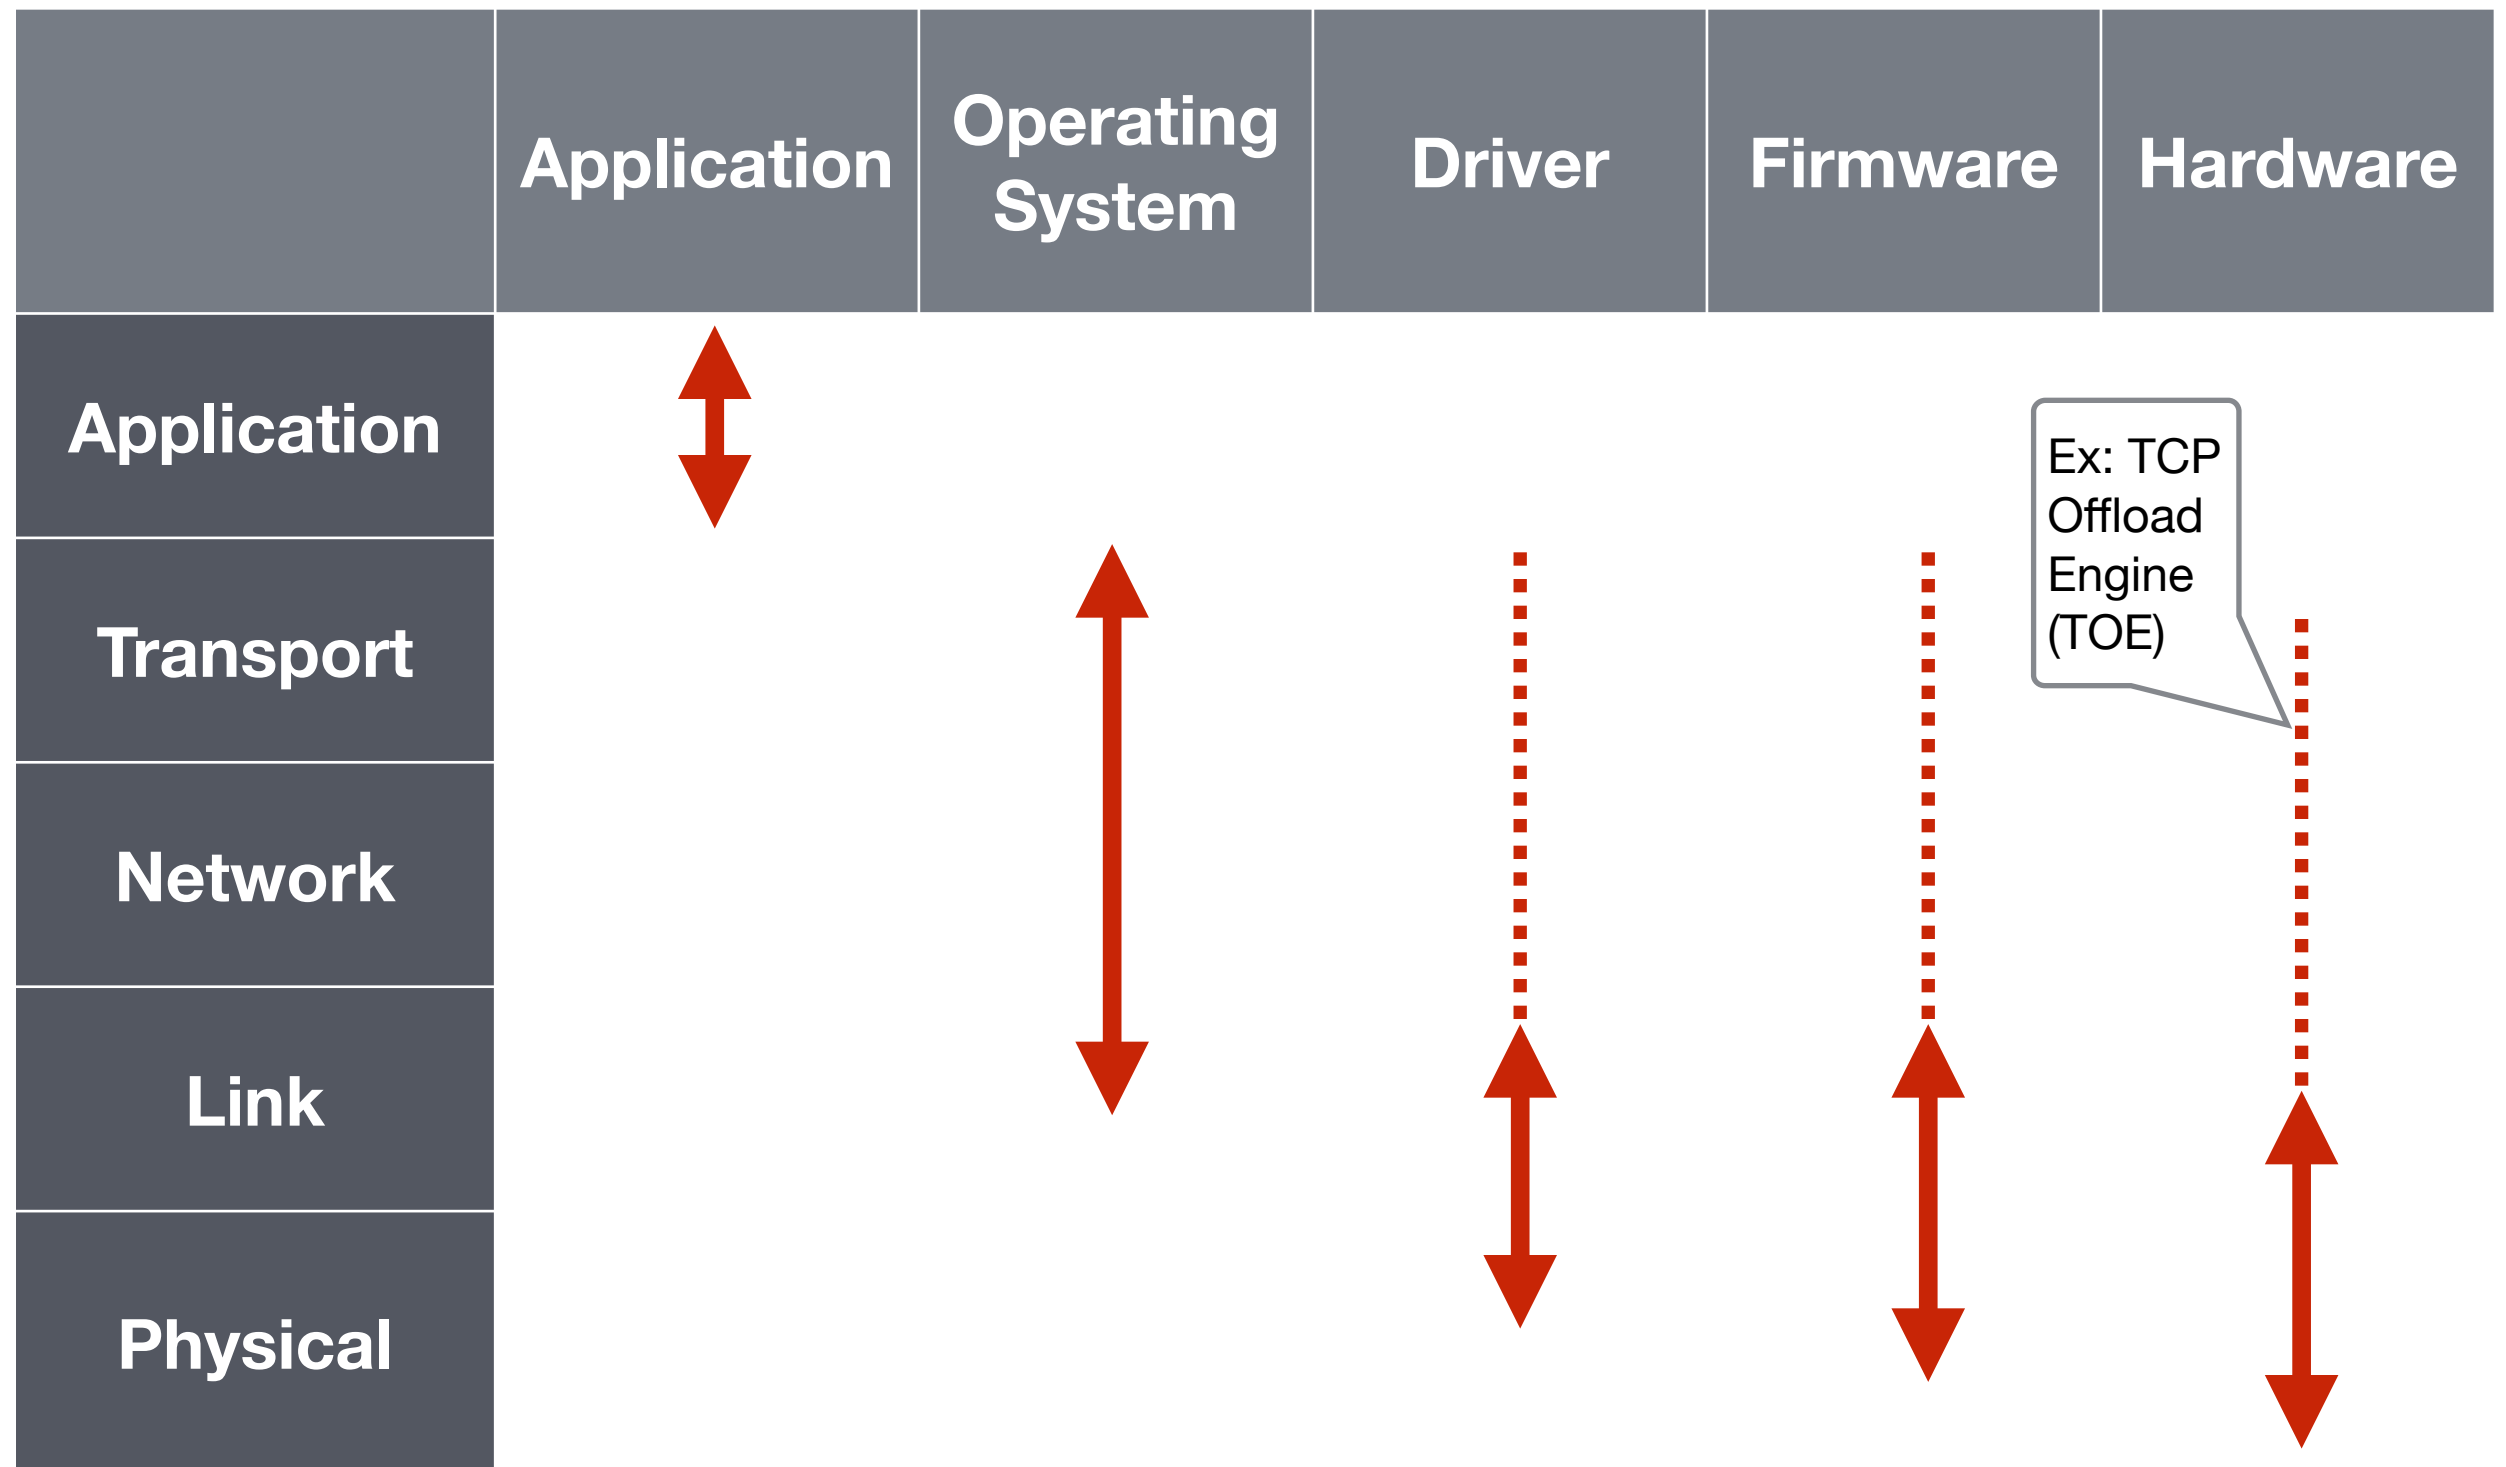 Application
Operating
System
Driver
Firmware
Hardware
Application
Ex: TCP
Offload
Engine
(TOE)
Transport
Network
Link
Physical